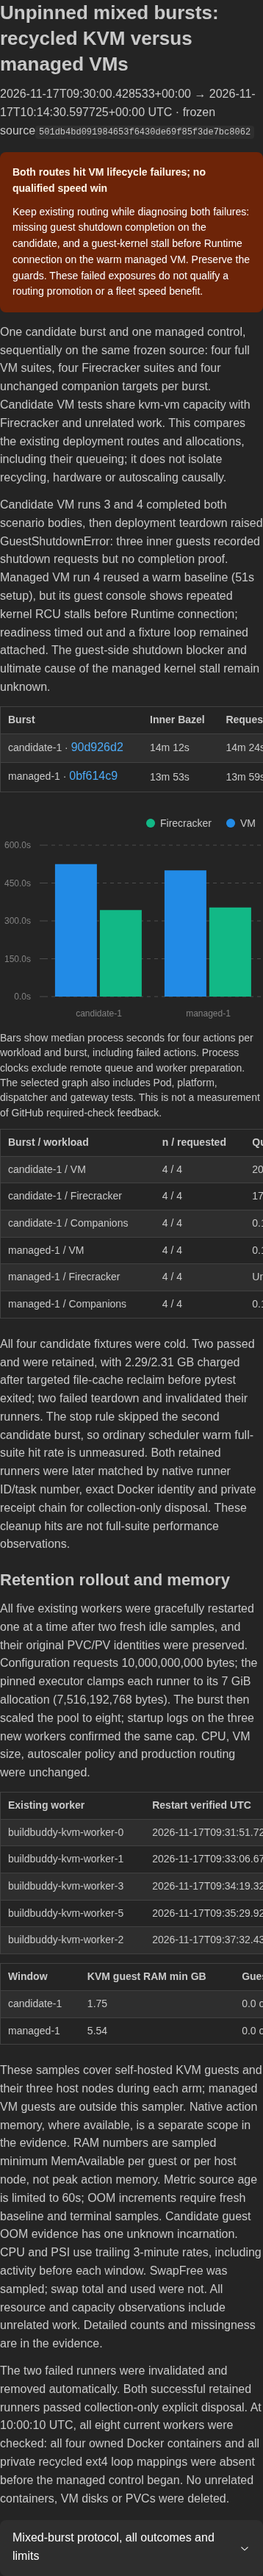 Unpinned mixed bursts:
recycled KVM versus
managed VMs
2026-11-17T09:30:00.428533+00:00 → 2026-11-
17T10:14:30.597725+00:00 UTC · frozen
source 501db4bd091984653f6430de69f85f3de7bc8062
Both routes hit VM lifecycle failures; no
qualified speed win
Keep existing routing while diagnosing both failures:
missing guest shutdown completion on the
candidate, and a guest-kernel stall before Runtime
connection on the warm managed VM. Preserve the
guards. These failed exposures do not qualify a
routing promotion or a fleet speed benefit.
One candidate burst and one managed control,
sequentially on the same frozen source: four full
VM suites, four Firecracker suites and four
unchanged companion targets per burst.
Candidate VM tests share kvm-vm capacity with
Firecracker and unrelated work. This compares
the existing deployment routes and allocations,
including their queueing; it does not isolate
recycling, hardware or autoscaling causally.
Candidate VM runs 3 and 4 completed both
scenario bodies, then deployment teardown raised
GuestShutdownError: three inner guests recorded
shutdown requests but no completion proof.
Managed VM run 4 reused a warm baseline (51s
setup), but its guest console shows repeated
kernel RCU stalls before Runtime connection;
readiness timed out and a fixture loop remained
attached. The guest-side shutdown blocker and
ultimate cause of the managed kernel stall remain
unknown.
Burst Inner Bazel Reques
candidate-1 · 90d926d2 14m 12s 14m 24s
managed-1 · 0bf614c9 13m 53s 13m 59s
Firecracker VM
600.0s
450.0s
300.0s
150.0s
0.0s
candidate-1 managed-1
Bars show median process seconds for four actions per
workload and burst, including failed actions. Process
clocks exclude remote queue and worker preparation.
The selected graph also includes Pod, platform,
dispatcher and gateway tests. This is not a measurement
of GitHub required-check feedback.
Burst / workload n / requested Qu
candidate-1 / VM 4 / 4 20
candidate-1 / Firecracker 4 / 4 17
candidate-1 / Companions 4 / 4 0.1
managed-1 / VM 4 / 4 0.1
managed-1 / Firecracker 4 / 4 Un
managed-1 / Companions 4 / 4 0.1
All four candidate fixtures were cold. Two passed
and were retained, with 2.29/2.31 GB charged
after targeted file-cache reclaim before pytest
exited; two failed teardown and invalidated their
runners. The stop rule skipped the second
candidate burst, so ordinary scheduler warm full-
suite hit rate is unmeasured. Both retained
runners were later matched by native runner
ID/task number, exact Docker identity and private
receipt chain for collection-only disposal. These
cleanup hits are not full-suite performance
observations.
Retention rollout and memory
All five existing workers were gracefully restarted
one at a time after two fresh idle samples, and
their original PVC/PV identities were preserved.
Configuration requests 10,000,000,000 bytes; the
pinned executor clamps each runner to its 7 GiB
allocation (7,516,192,768 bytes). The burst then
scaled the pool to eight; startup logs on the three
new workers confirmed the same cap. CPU, VM
size, autoscaler policy and production routing
were unchanged.
Existing worker Restart verified UTC
buildbuddy-kvm-worker-0 2026-11-17T09:31:51.72
buildbuddy-kvm-worker-1 2026-11-17T09:33:06.67
buildbuddy-kvm-worker-3 2026-11-17T09:34:19.32
buildbuddy-kvm-worker-5 2026-11-17T09:35:29.92
buildbuddy-kvm-worker-2 2026-11-17T09:37:32.43
Window KVM guest RAM min GB Gues
candidate-1 1.75 0.0 c
managed-1 5.54 0.0 c
These samples cover self-hosted KVM guests and
their three host nodes during each arm; managed
VM guests are outside this sampler. Native action
memory, where available, is a separate scope in
the evidence. RAM numbers are sampled
minimum MemAvailable per guest or per host
node, not peak action memory. Metric source age
is limited to 60s; OOM increments require fresh
baseline and terminal samples. Candidate guest
OOM evidence has one unknown incarnation.
CPU and PSI use trailing 3-minute rates, including
activity before each window. SwapFree was
sampled; swap total and used were not. All
resource and capacity observations include
unrelated work. Detailed counts and missingness
are in the evidence.
The two failed runners were invalidated and
removed automatically. Both successful retained
runners passed collection-only explicit disposal. At
10:00:10 UTC, all eight current workers were
checked: all four owned Docker containers and all
private recycled ext4 loop mappings were absent
before the managed control began. No unrelated
containers, VM disks or PVCs were deleted.
Mixed-burst protocol, all outcomes and
limits